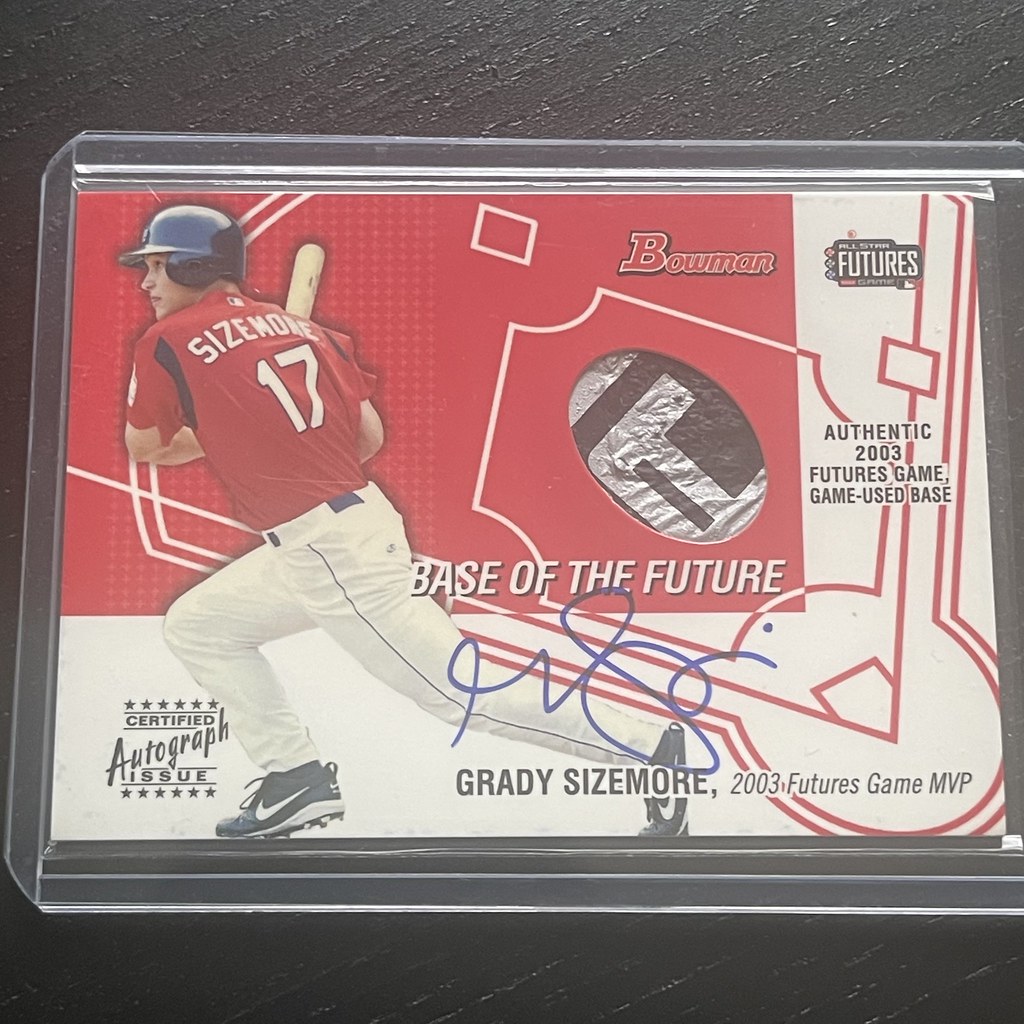 SIZEMORE
17
Bowman
ALL STAR
FUTURES
GAME
AUTHENTIC
2003
FUTURES GAME,
GAME-USED BASE
BASE OF THE FUTURE
CERTIFIED
Autograph
ISSUE
GRADY SIZEMORE, 2003 Futures Game MVP